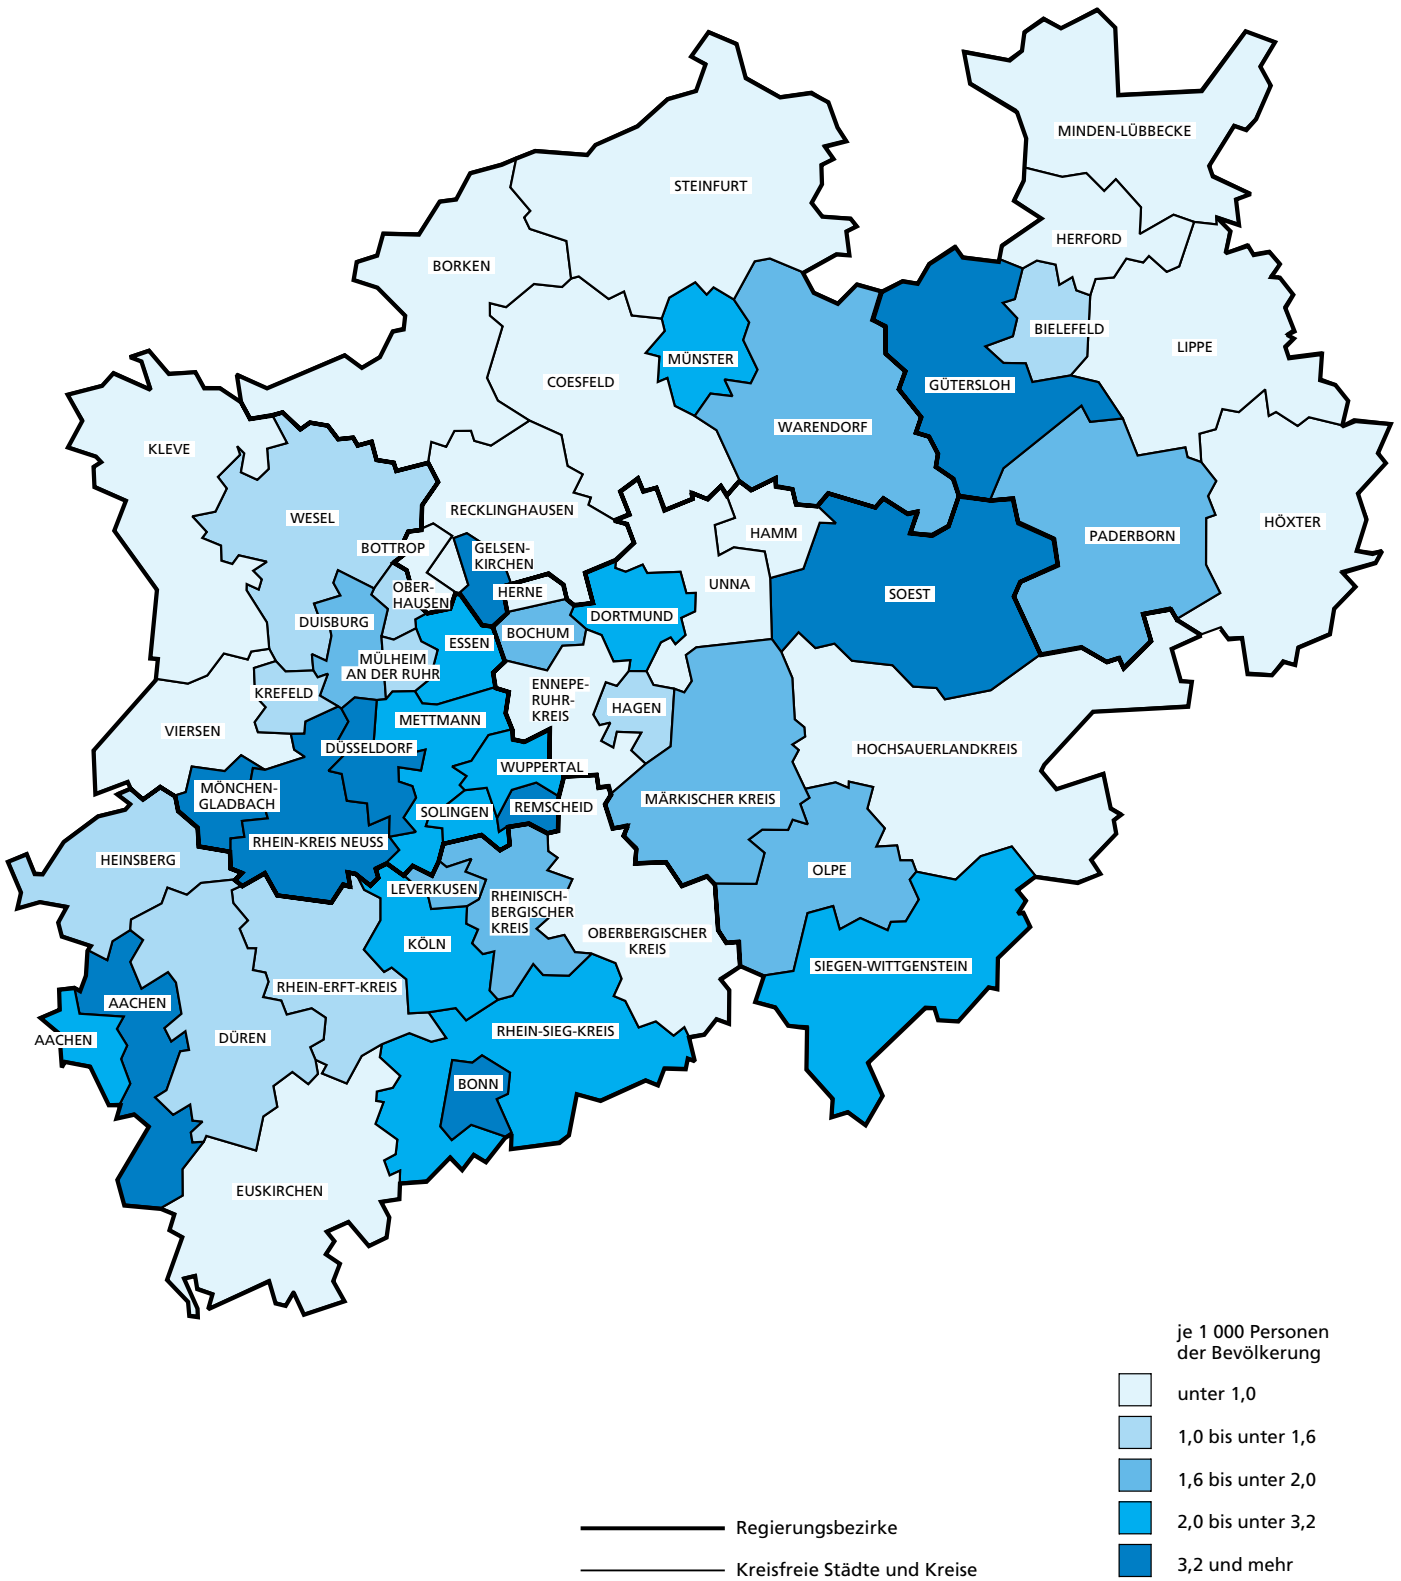 MINDEN-LÜBBECKE
STEINFURT
HERFORD
BORKEN
BIELEFELD
LIPPE
MÜNSTER
COESFELD
GÜTERSLOH
WARENDORF
KLEVE
RECKLINGHAUSEN
WESEL
HÖXTER
HAMM
PADERBORN
BOTTROP
GELSEN-
KIRCHEN
UNNA
OBER-
HAUSEN
HERNE
SOEST
DORTMUND
DUISBURG
BOCHUM
ESSEN
MÜLHEIM
AN DER RUHR
ENNEPE-
RUHR-
KREIS
KREFELD
HAGEN
METTMANN
VIERSEN
DÜSSELDORF
HOCHSAUERLANDKREIS
WUPPERTAL
MÖNCHEN-
GLADBACH
MÄRKISCHER KREIS
REMSCHEID
SOLINGEN
RHEIN-KREIS NEUSS
HEINSBERG
OLPE
LEVERKUSEN
RHEINISCH-
BERGISCHER
KREIS
OBERBERGISCHER
KREIS
KÖLN
SIEGEN-WITTGENSTEIN
RHEIN-ERFT-KREIS
AACHEN
RHEIN-SIEG-KREIS
AACHEN
DÜREN
BONN
EUSKIRCHEN
je 1 000 Personen
der Bevölkerung
unter 1,0
1,0 bis unter 1,6
1,6 bis unter 2,0
2,0 bis unter 3,2
3,2 und mehr
Regierungsbezirke
Kreisfreie Städte und Kreise